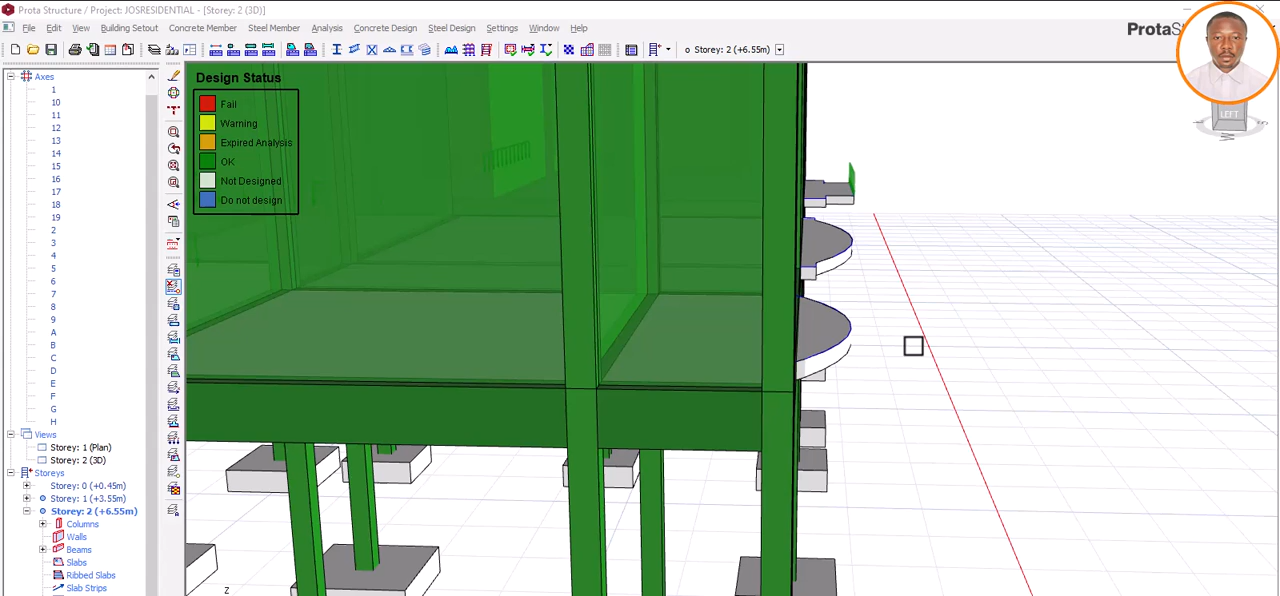 Prota Structure / Project: JOSRESIDENTIAL - [Storey: 2 (3D)]
File Edit View Building Setout Concrete Member Steel Member Analysis Concrete Design Steel Design Settings Window Help
Storey: 2 (+6.55m)
Axes
1
10
11
12
13
14
15
16
17
18
19
2
3
4
5
6
7
8
9
A
B
C
D
E
F
G
H
Views
Storey: 1 (Plan)
Storey: 2 (3D)
Storeys
Storey: 0 (+0.45m)
Storey: 1 (+3.55m)
Storey: 2 (+6.55m)
Columns
Walls
Beams
Slabs
Ribbed Slabs
Slab Strips
Design Status
Fail
Warning
Expired Analysis
OK
Not Designed
Do not design
LEFT
W
Z